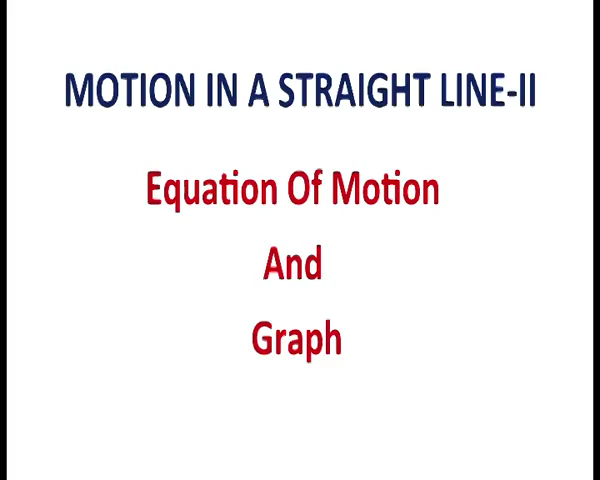 MOTION IN A STRAIGHT LINE-II
Equation Of Motion
And
Graph